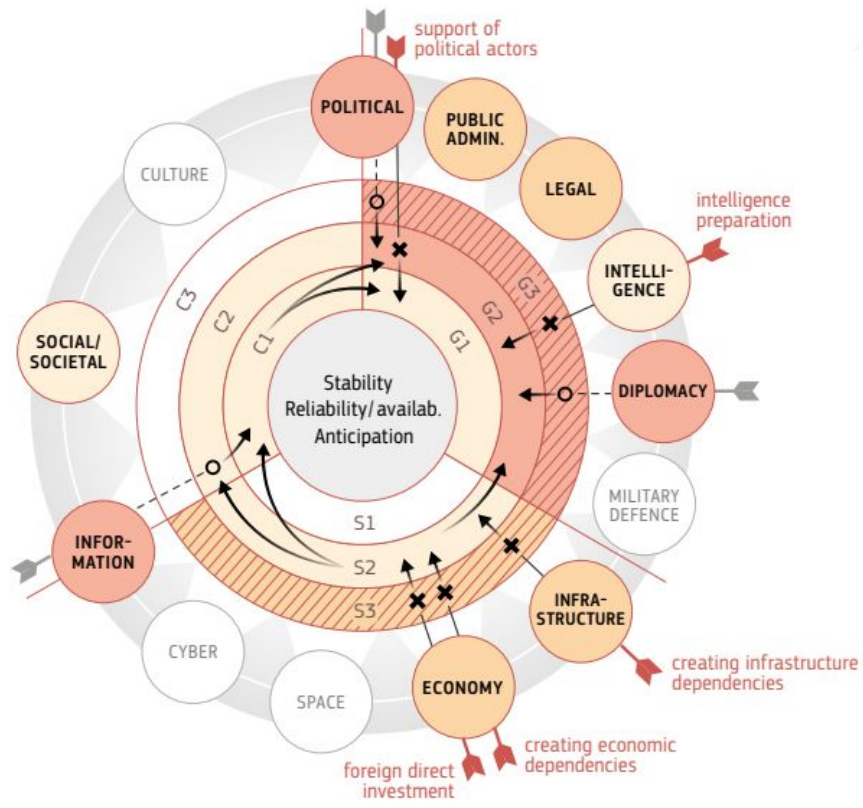 support of
political actors
POLITICAL
PUBLIC
ADMIN.
CULTURE
LEGAL
intelligence
preparation
INTELLI-
GENCE
C3
C2
C1
G3
G2
G1
SOCIAL/
SOCIETAL
Stability
Reliability/availab.
Anticipation
DIPLOMACY
MILITARY
DEFENCE
S1
S2
S3
INFOR-
MATION
INFRA-
STRUCTURE
CYBER
SPACE
ECONOMY
creating infrastructure
dependencies
creating economic
dependencies
foreign direct
investment